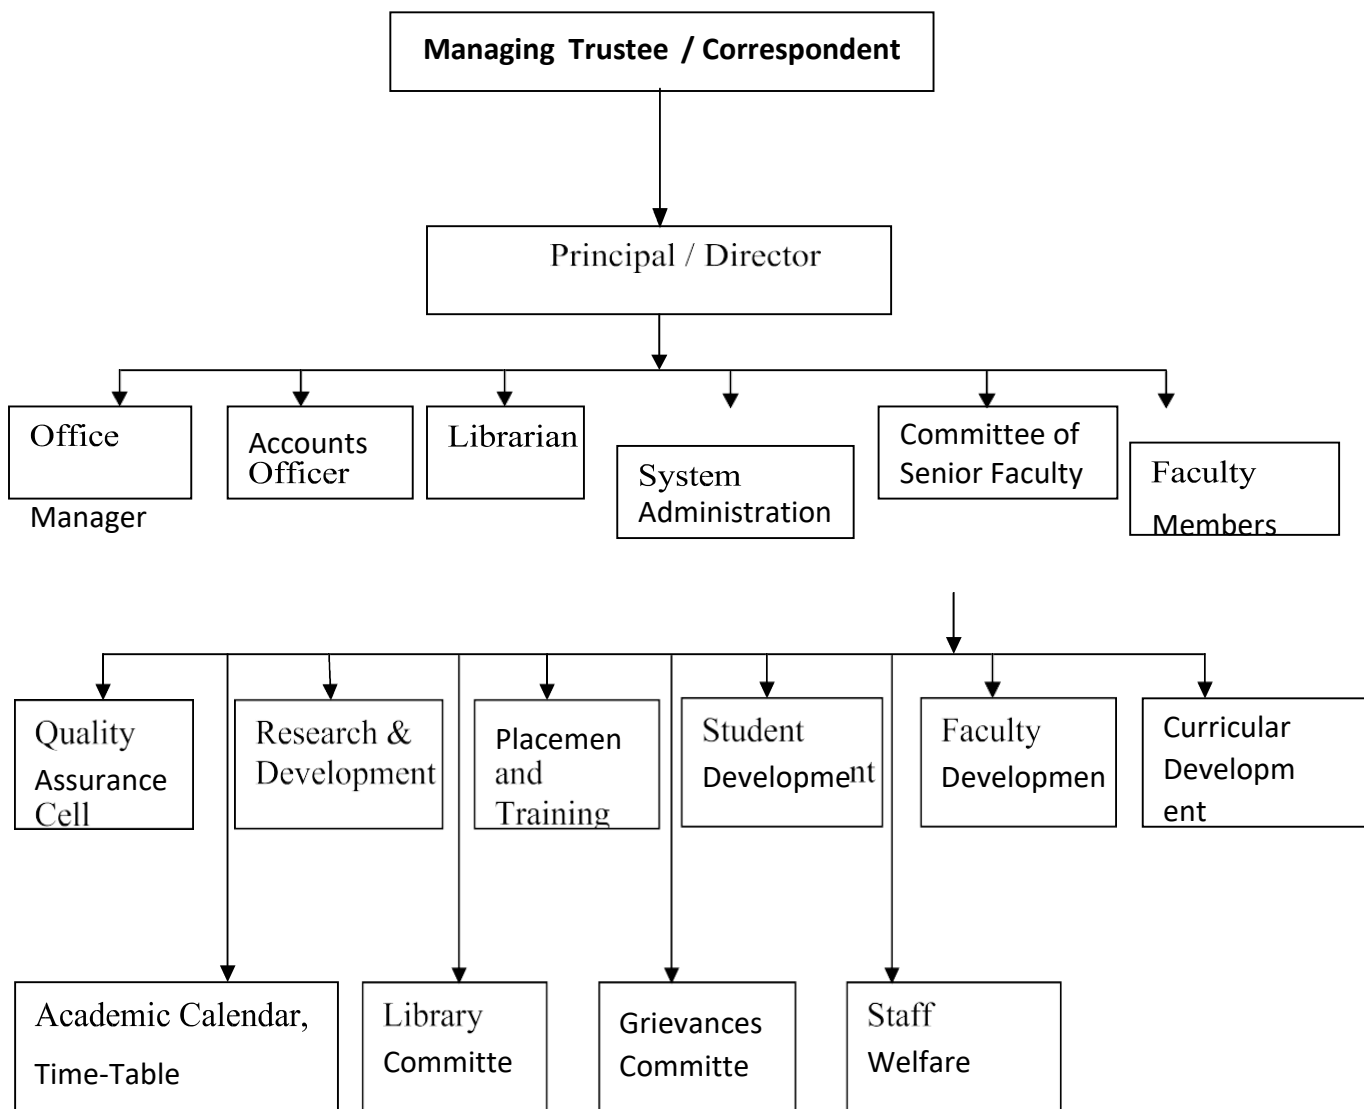 Managing Trustee / Correspondent
Principal / Director
Office
Manager
Accounts
Officer
Librarian
System
Administration
Committee of
Senior Faculty
Faculty
Members
Quality
Assurance
Cell
Research &
Development
Placemen
and
Training
Student
Development
Faculty
Developmen
Curricular
Developm
ent
Academic Calendar,
Time-Table
Library
Committe
Grievances
Committe
Staff
Welfare